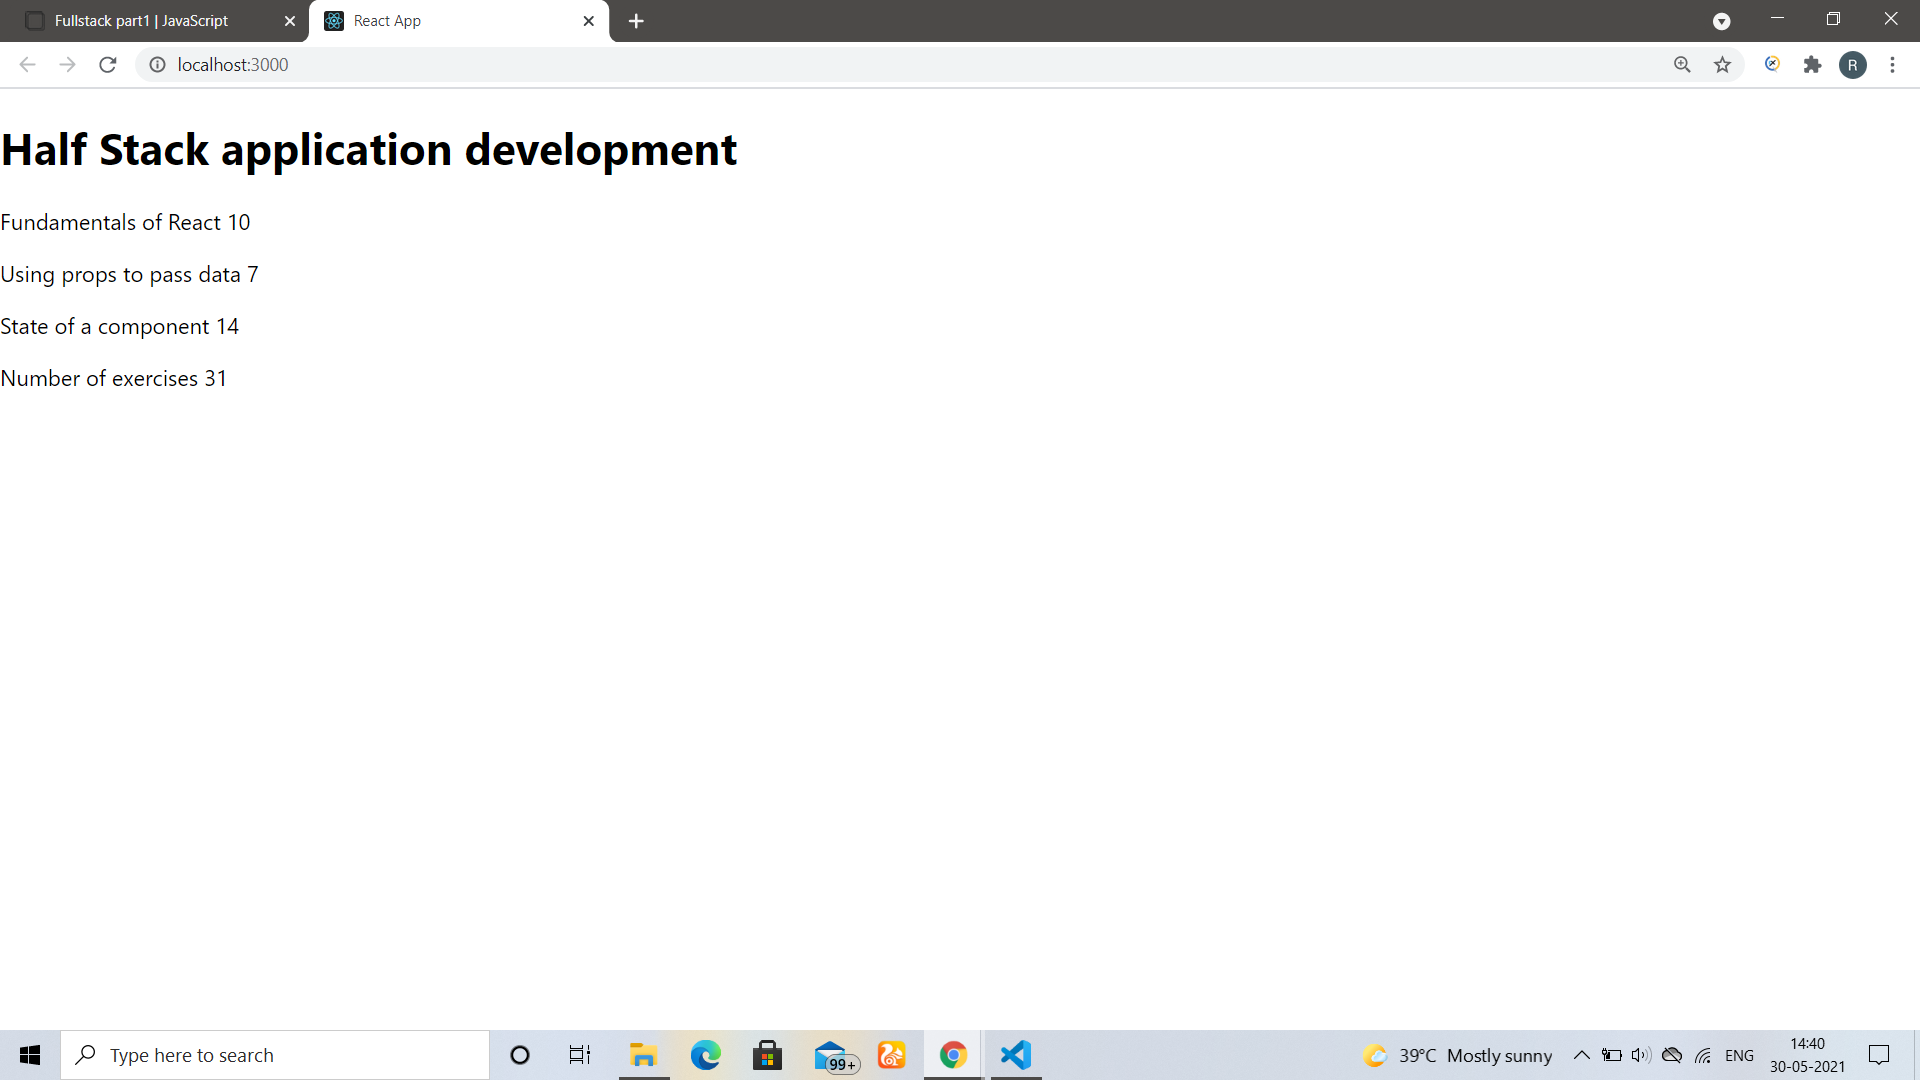 Fullstack part1 | JavaScript
React App
localhost:3000
R
Half Stack application development
Fundamentals of React 10
Using props to pass data 7
State of a component 14
Number of exercises 31
Type here to search
99+
39°C Mostly sunny
ENG
14:40
30-05-2021